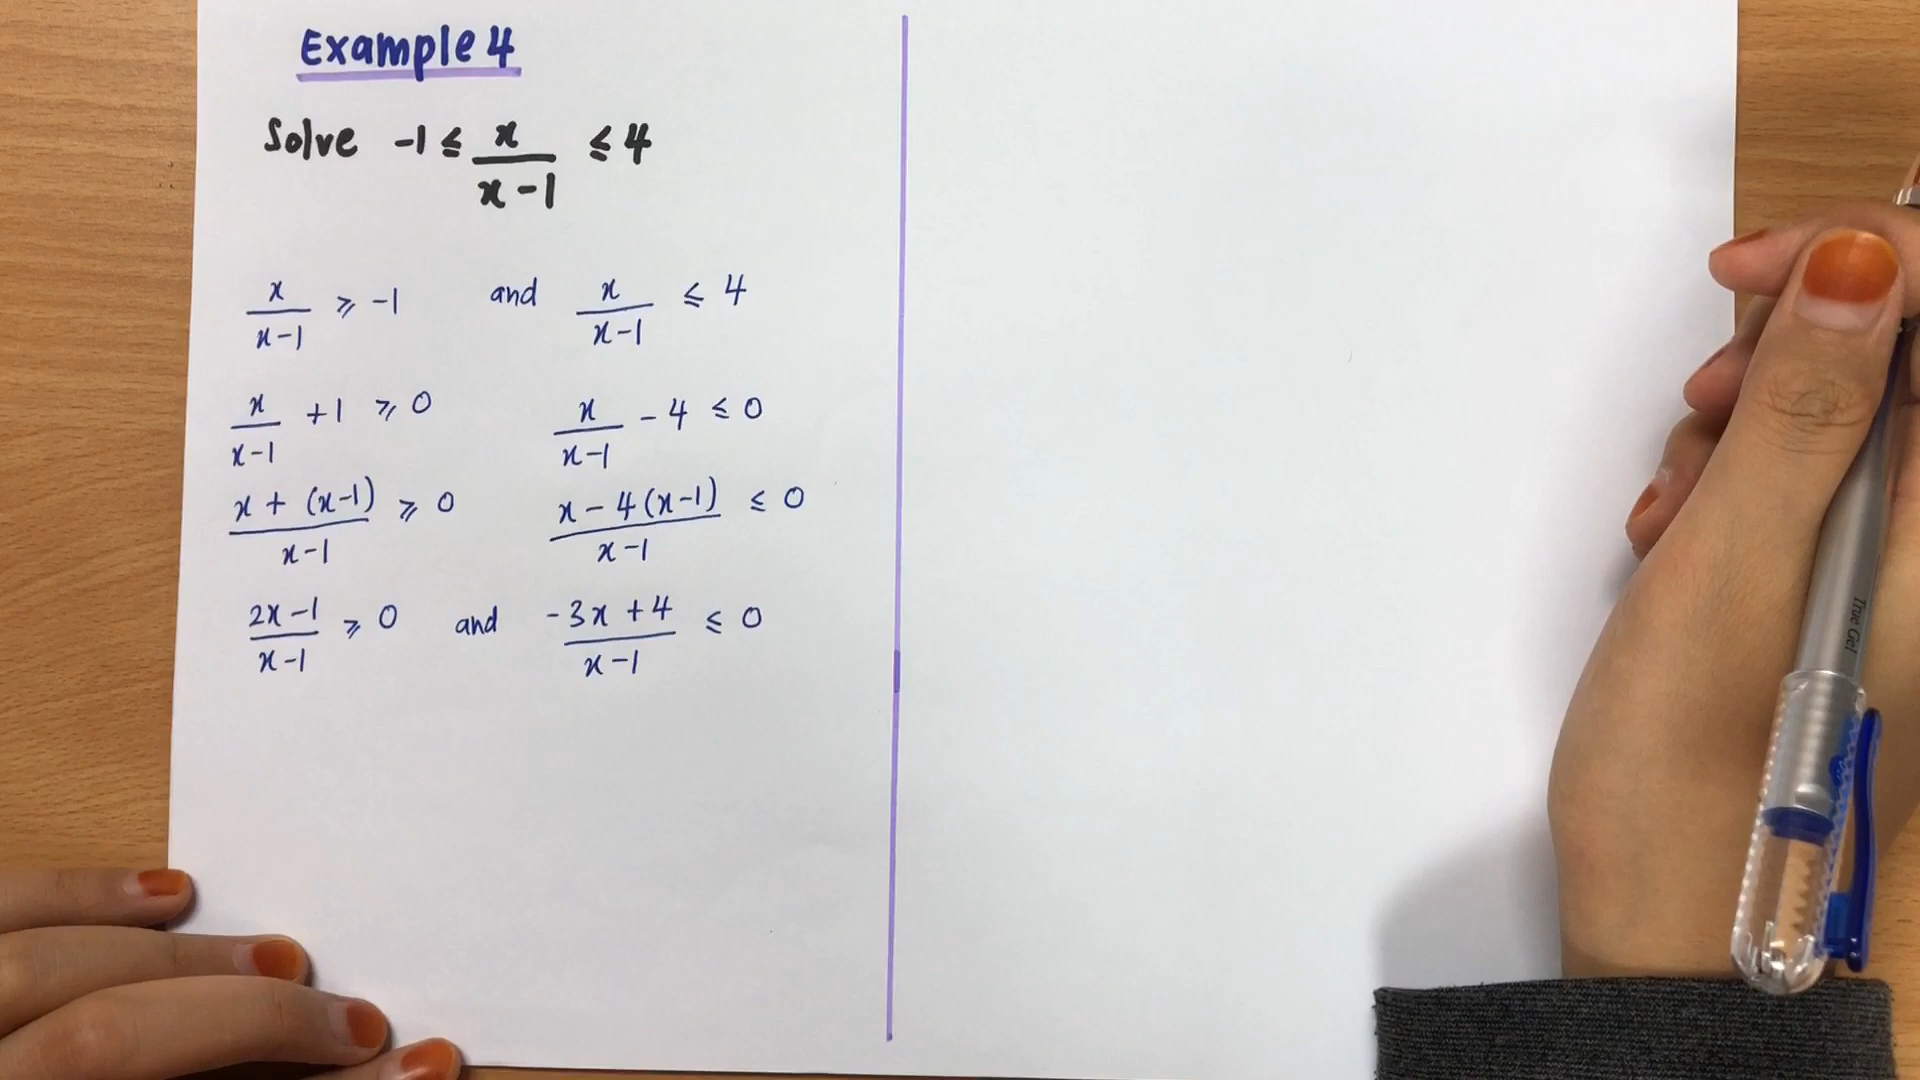 Example 4
Solve -1 ≤ x/(x-1) ≤ 4
x/(x-1) ≥ -1 and x/(x-1) ≤ 4
x/(x-1) +1 ≥ 0 x/(x-1) - 4 ≤ 0
(x + (x-1))/(x-1) ≥ 0 (x - 4(x-1))/(x-1) ≤ 0
(2x-1)/(x-1) ≥ 0 and (-3x+4)/(x-1) ≤ 0
True Gel